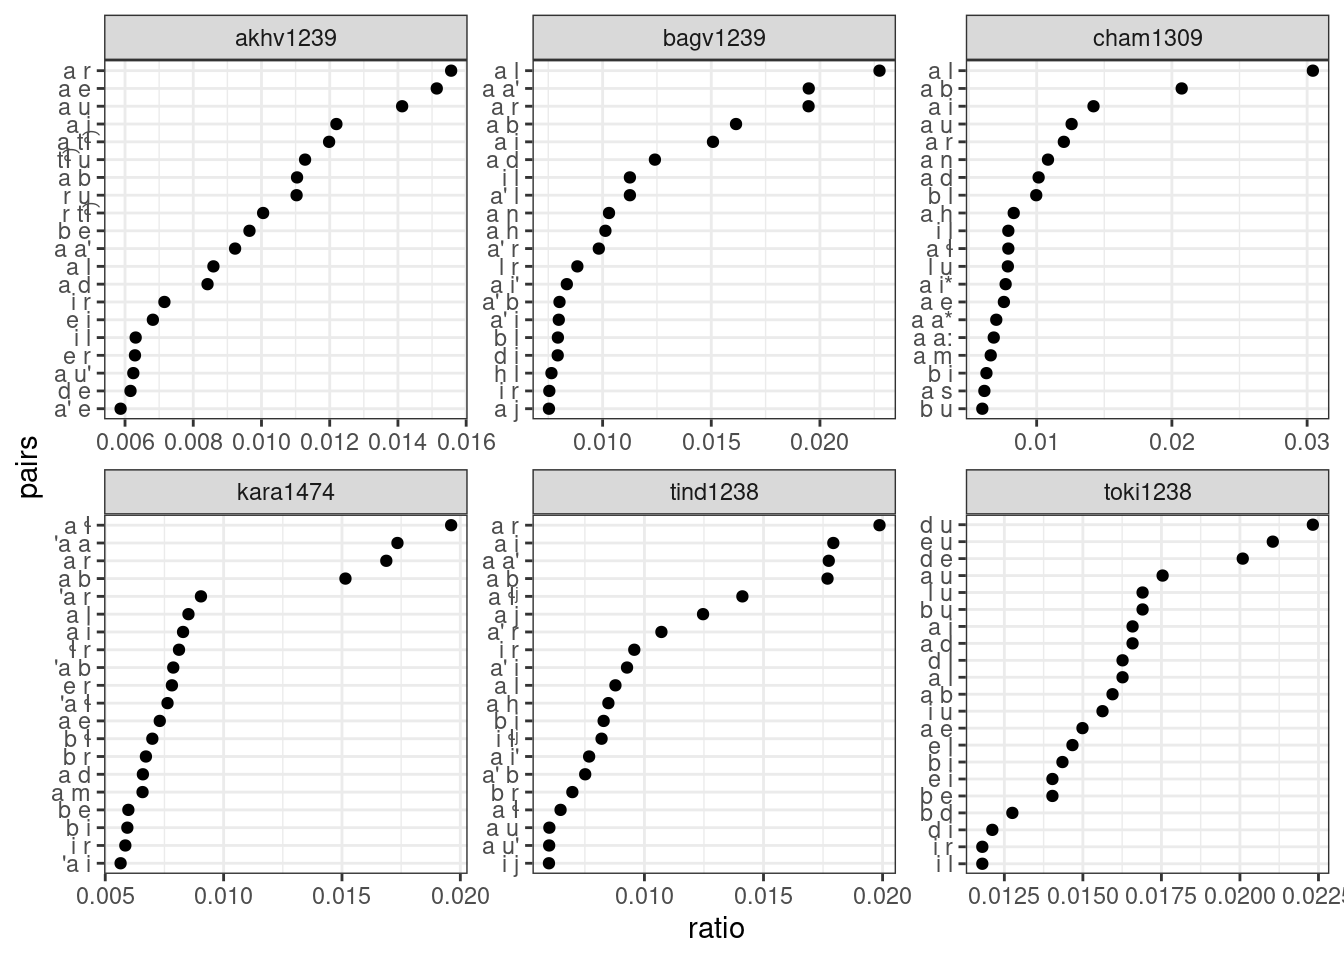 akhv1239
a r
a e
a u
a i
a b
r u
b e
a a'
a l
a d
i r
e i
i l
e r
a u'
d e
a' e
0.006 0.008 0.010 0.012 0.014 0.016
bagv1239
a l
a a'
a r
a b
a i
a d
i l
a' l
a n
a h
a' r
l r
a i'
a' b
a' i
b l
d i
h l
i r
a j
0.010 0.015 0.020
cham1309
a l
a b
a i
a u
a r
a n
a d
b l
a h
i l
l u
a i*
a e
a a*
a a:
a m
b i
a s
b u
0.01 0.02 0.03
kara1474
'a a
a r
a b
'a r
a l
a i
'a b
e r
a e
b r
a d
a m
b e
b i
i r
'a i
0.005 0.010 0.015 0.020
tind1238
a r
a i
a a'
a b
a j
a' r
i r
a' i
a l
a h
b i
a i'
a' b
b r
a u
a u'
i j
0.010 0.015 0.020
toki1238
d u
e u
d e
a u
l u
b u
a d
d l
a b
i u
a e
e l
b i
e i
b e
b d
d i
i r
i l
0.0125 0.0150 0.0175 0.0200
pairs
ratio